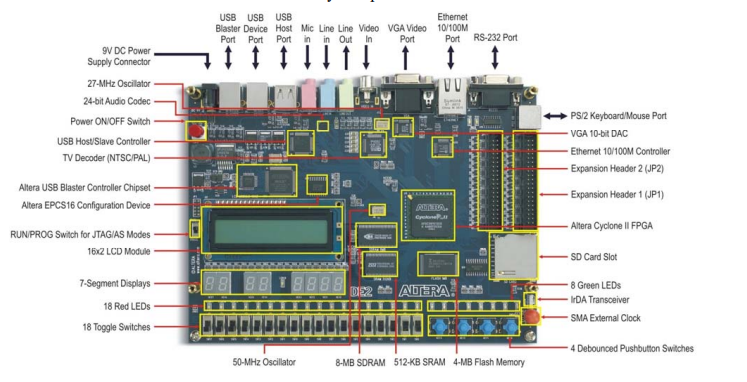 USB Blaster Port
USB Device Port
USB Host Port
Mic in
Line in
Line Out
Video In
VGA Video Port
Ethernet 10/100M Port
RS-232 Port
9V DC Power Supply Connector
27-MHz Oscillator
24-bit Audio Codec
Power ON/OFF Switch
USB Host/Slave Controller
TV Decoder (NTSC/PAL)
Altera USB Blaster Controller Chipset
Altera EPCS16 Configuration Device
RUN/PROG Switch for JTAG/AS Modes
16x2 LCD Module
7-Segment Displays
18 Red LEDs
18 Toggle Switches
PS/2 Keyboard/Mouse Port
VGA 10-bit DAC
Ethernet 10/100M Controller
Expansion Header 2 (JP2)
Expansion Header 1 (JP1)
Altera Cyclone II FPGA
SD Card Slot
8 Green LEDs
IrDA Transceiver
SMA External Clock
4 Debounced Pushbutton Switches
50-MHz Oscillator
8-MB SDRAM
512-KB SRAM
4-MB Flash Memory
ALTERA
Cyclone II
DE2
ALTERA